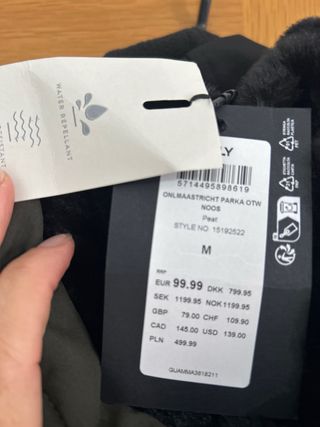 WATER REPELLANT
LY
5714495898619
ONLMAASTRICHT PARKA OTW
NOOS
Peat
STYLE NO. 15192522
M
RRP
EUR 99.99 DKK 799.95
SEK 1199.95 NOK 1199.95
GBP 79.00 CHF 109.90
CAD 145.00 USD 139.00
PLN 499.99
GUAMMA3618211